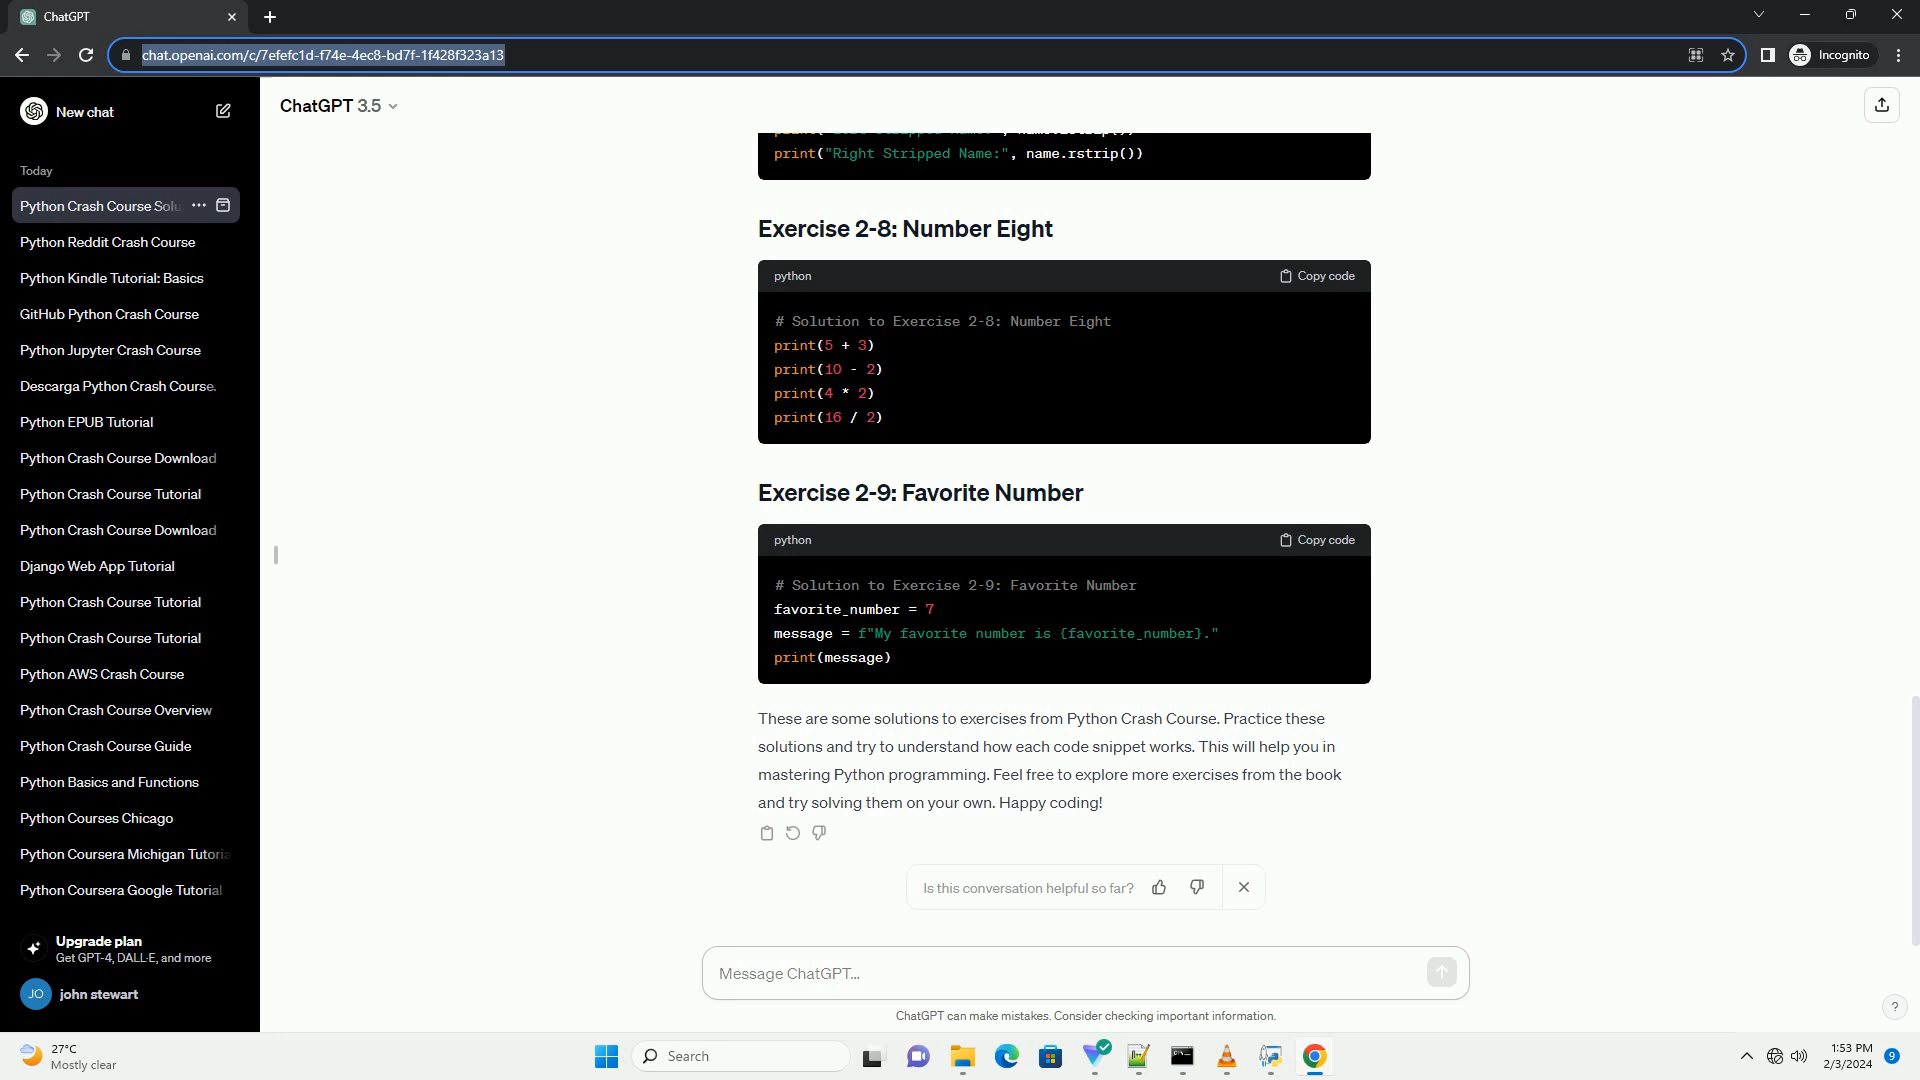 ChatGPT
chat.openai.com/c/7efefc1d-f74e-4ec8-bd7f-1f428f323a13
Incognito
New chat
ChatGPT 3.5
Today
Python Crash Course Solu
Python Reddit Crash Course
Python Kindle Tutorial: Basics
GitHub Python Crash Course
Python Jupyter Crash Course
Descarga Python Crash Course.
Python EPUB Tutorial
Python Crash Course Download
Python Crash Course Tutorial
Python Crash Course Download
Django Web App Tutorial
Python Crash Course Tutorial
Python Crash Course Tutorial
Python AWS Crash Course
Python Crash Course Overview
Python Crash Course Guide
Python Basics and Functions
Python Courses Chicago
Python Coursera Michigan Tutoria
Python Coursera Google Tutorial
Upgrade plan
Get GPT-4, DALL·E, and more
JO
john stewart
print("Right Stripped Name:", name.rstrip())
Exercise 2-8: Number Eight
python
Copy code
# Solution to Exercise 2-8: Number Eight
print(5 + 3)
print(10 - 2)
print(4 * 2)
print(16 / 2)
Exercise 2-9: Favorite Number
python
Copy code
# Solution to Exercise 2-9: Favorite Number
favorite_number = 7
message = f"My favorite number is {favorite_number}."
print(message)
These are some solutions to exercises from Python Crash Course. Practice these
solutions and try to understand how each code snippet works. This will help you in
mastering Python programming. Feel free to explore more exercises from the book
and try solving them on your own. Happy coding!
Is this conversation helpful so far?
Message ChatGPT...
ChatGPT can make mistakes. Consider checking important information.
?
27°C
Mostly clear
Search
1:53 PM
2/3/2024
9